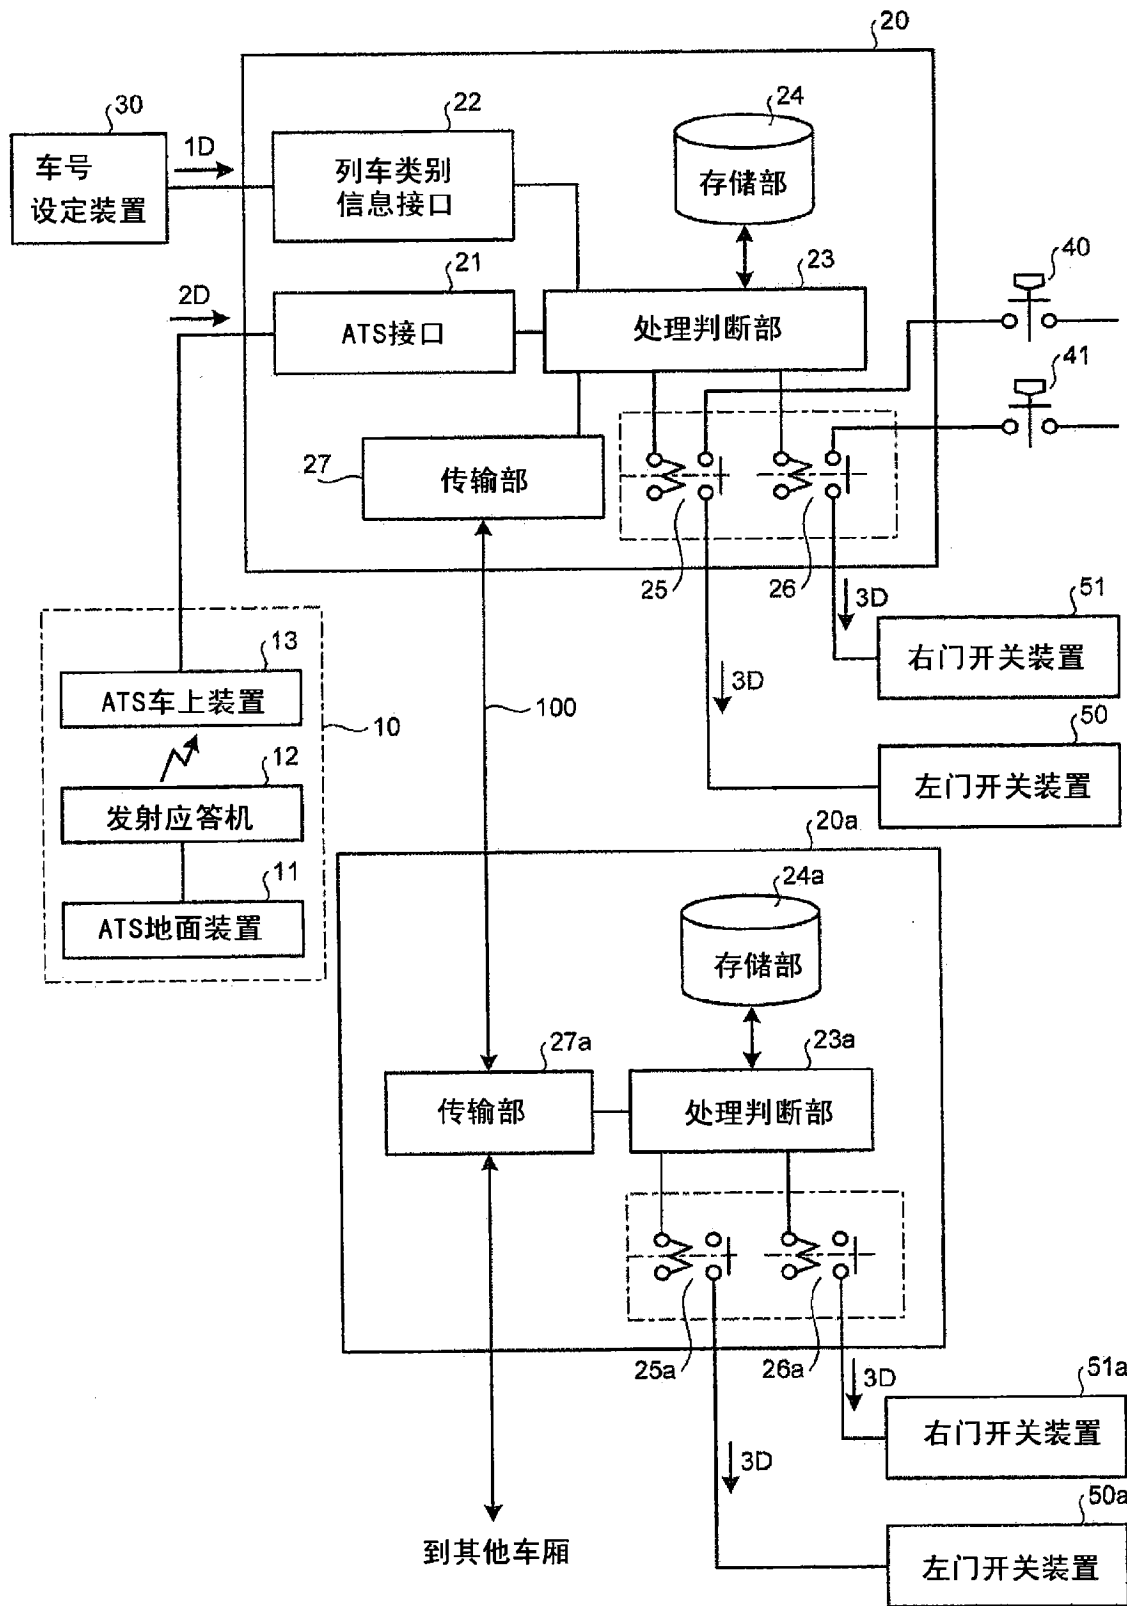 20
30
22
24
1D
车号
设定装置
列车类别
信息接口
存储部
40
21
23
2D
ATS接口
处理判断部
41
27
传输部
25
26
3D
51
右门开关装置
13
ATS车上装置
3D
100
10
50
12
左门开关装置
发射应答机
20a
11
24a
ATS地面装置
存储部
27a
23a
传输部
处理判断部
25a
26a
3D
51a
右门开关装置
3D
50a
到其他车厢
左门开关装置